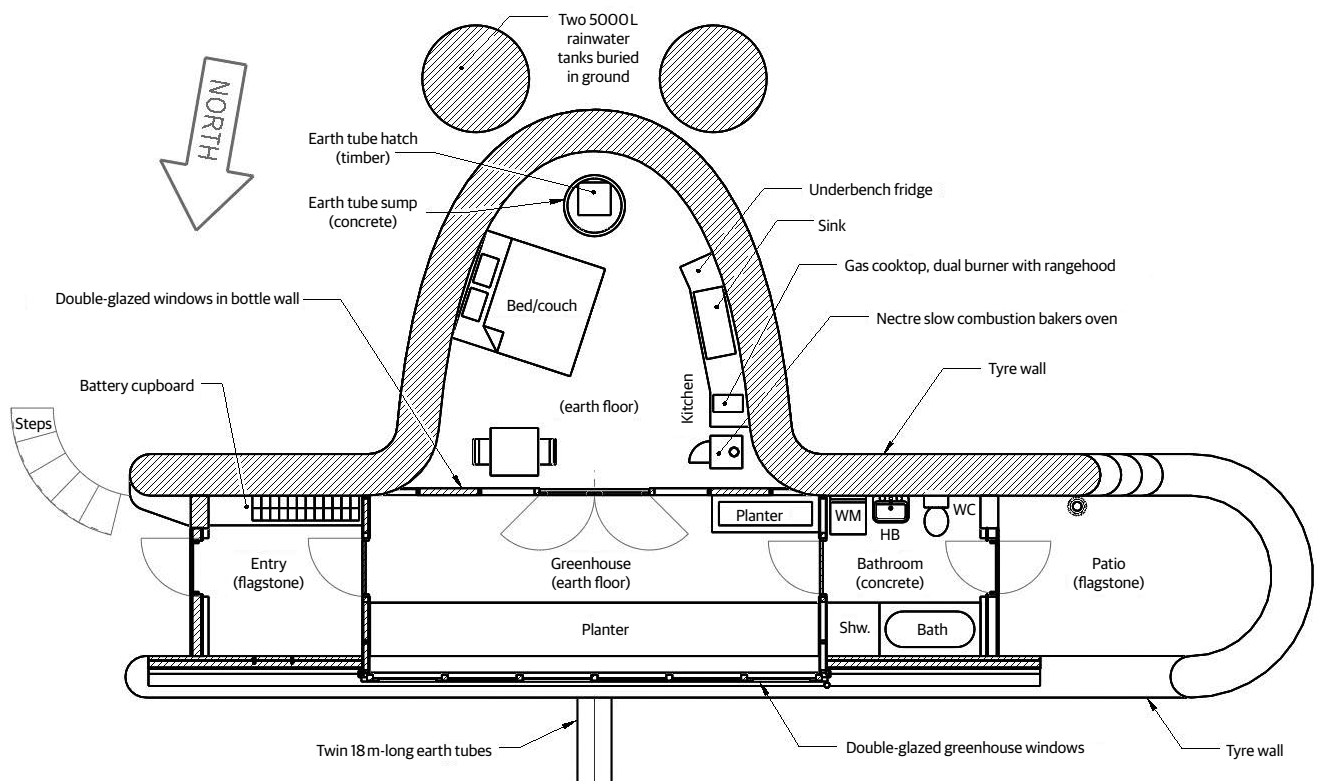 Two 5000L
rainwater
tanks buried
in ground
NORTH
Earth tube hatch
(timber)
Earth tube sump
(concrete)
Underbench fridge
Sink
Gas cooktop, dual burner with rangehood
Double-glazed windows in bottle wall
Bed/couch
Nectre slow combustion bakers oven
Tyre wall
Battery cupboard
Kitchen
(earth floor)
Steps
Planter
WM
HB
WC
Entry
(flagstone)
Greenhouse
(earth floor)
Bathroom
(concrete)
Patio
(flagstone)
Planter
Shw.
Bath
Twin 18 m-long earth tubes
Double-glazed greenhouse windows
Tyre wall